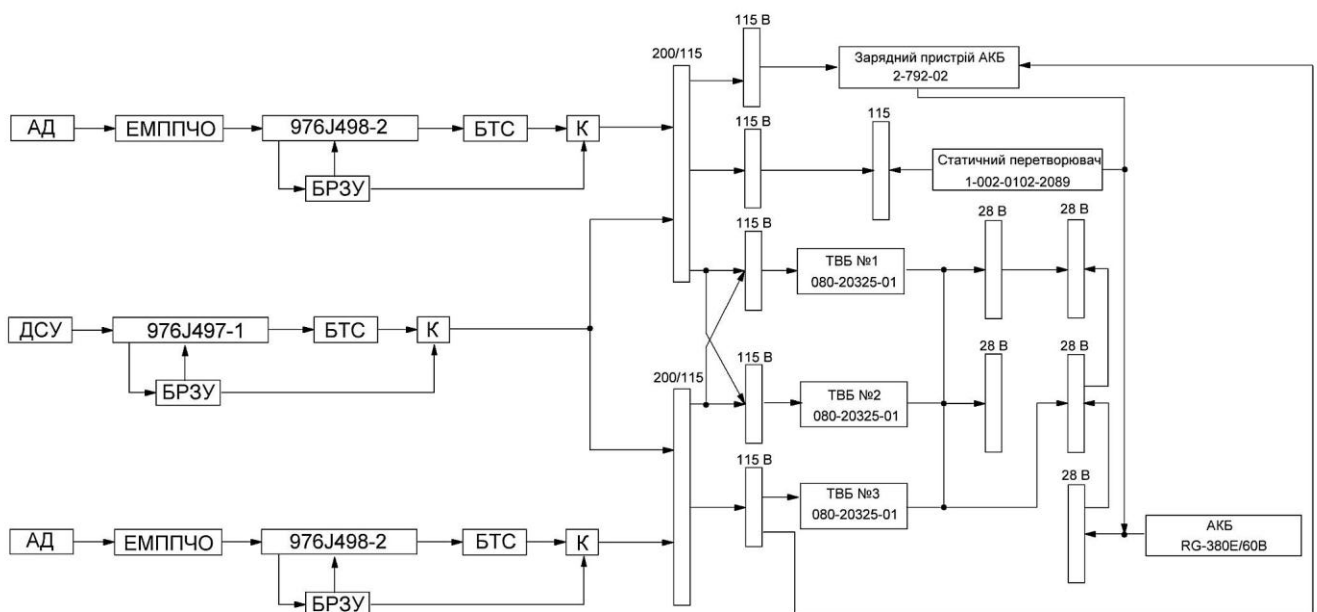 115 В
200/115
Зарядний пристрій АКБ
2-792-02
АД
ЕМППЧО
976J498-2
БТС
К
БРЗУ
115 В
115
Статичний перетворювач
1-002-0102-2089
115 В
28 В
28 В
ТВБ №1
080-20325-01
ДСУ
976J497-1
БТС
К
БРЗУ
200/115
115 В
28 В
28 В
ТВБ №2
080-20325-01
115 В
ТВБ №3
080-20325-01
28 В
АД
ЕМППЧО
976J498-2
БТС
К
БРЗУ
АКБ
RG-380E/60B